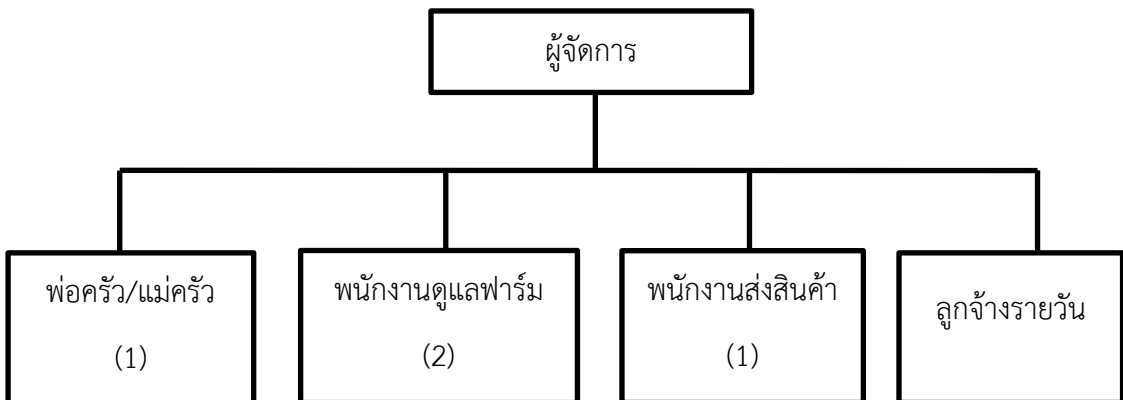 ผู้จัดการ
พ่อครัว/แม่ครัว
(1)
พนักงานดูแลฟาร์ม
(2)
พนักงานส่งสินค้า
(1)
ลูกจ้างรายวัน